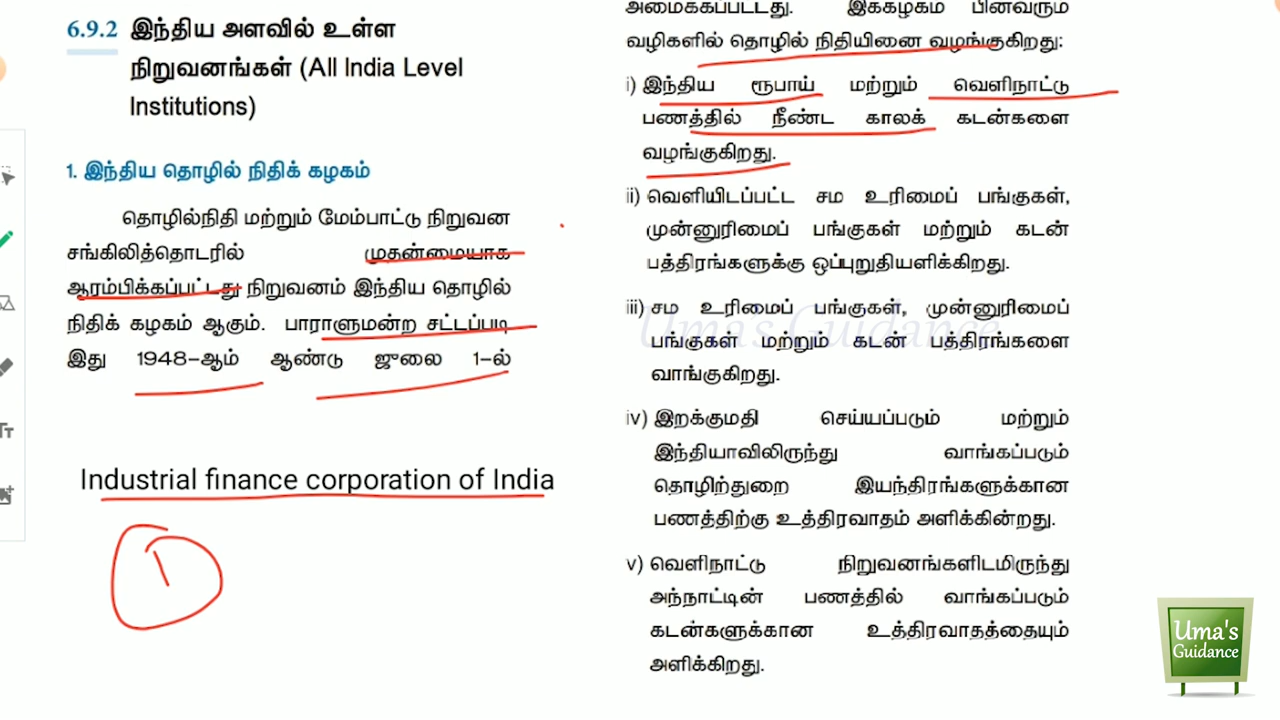 6.9.2 இந்திய அளவில் உள்ள
நிறுவனங்கள் (All India Level
Institutions)
1. இந்திய தொழில் நிதிக் கழகம்
தொழில்நிதி மற்றும் மேம்பாட்டு நிறுவன
சங்கிலித்தொடரில் முதன்மையாக
ஆரம்பிக்கப்பட்டது நிறுவனம் இந்திய தொழில்
நிதிக் கழகம் ஆகும். பாராளுமன்ற சட்டப்படி
இது 1948–ஆம் ஆண்டு ஜுலை 1–ல்
Industrial finance corporation of India
1
அமைக்கப்பட்டது. இக்கழகம் பின்வரும்
வழிகளில் தொழில் நிதியினை வழங்குகிறது:
i) இந்திய ரூபாய் மற்றும் வெளிநாட்டு
பணத்தில் நீண்ட காலக் கடன்களை
வழங்குகிறது.
ii) வெளியிடப்பட்ட சம உரிமைப் பங்குகள்,
முன்னுரிமைப் பங்குகள் மற்றும் கடன்
பத்திரங்களுக்கு ஒப்புறுதியளிக்கிறது.
iii) சம உரிமைப் பங்குகள், முன்னுரிமைப்
பங்குகள் மற்றும் கடன் பத்திரங்களை
வாங்குகிறது.
iv) இறக்குமதி செய்யப்படும் மற்றும்
இந்தியாவிலிருந்து வாங்கப்படும்
தொழிற்துறை இயந்திரங்களுக்கான
பணத்திற்கு உத்திரவாதம் அளிக்கின்றது.
v) வெளிநாட்டு நிறுவனங்களிடமிருந்து
அந்நாட்டின் பணத்தில் வாங்கப்படும்
கடன்களுக்கான உத்திரவாதத்தையும்
அளிக்கிறது.
Uma's Guidance
Uma's
Guidance